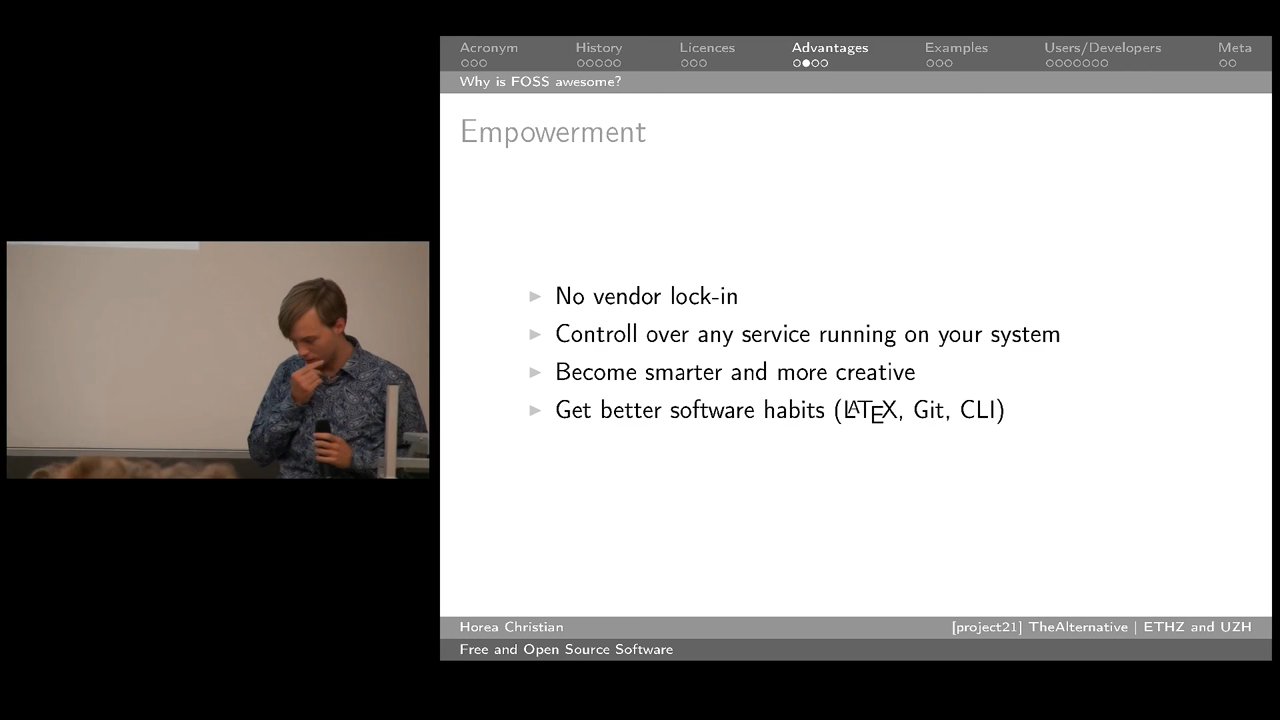 Acronym History Licences Advantages Examples Users/Developers Meta
Why is FOSS awesome?
Empowerment
No vendor lock-in
Controll over any service running on your system
Become smarter and more creative
Get better software habits (LATEX, Git, CLI)
Horea Christian [project21] TheAlternative | ETHZ and UZH
Free and Open Source Software